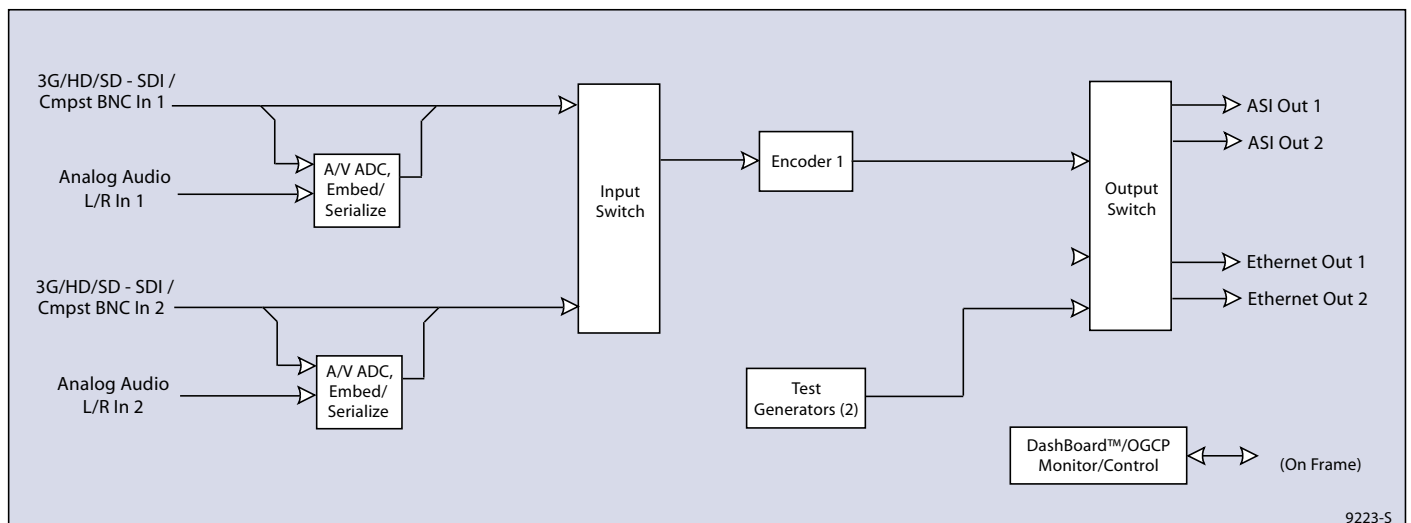 3G/HD/SD - SDI /
Cmpst BNC In 1
Analog Audio
L/R In 1
A/V ADC,
Embed/
Serialize
3G/HD/SD - SDI /
Cmpst BNC In 2
Analog Audio
L/R In 2
A/V ADC,
Embed/
Serialize
Input
Switch
Encoder 1
Test
Generators (2)
Output
Switch
ASI Out 1
ASI Out 2
Ethernet Out 1
Ethernet Out 2
DashBoard™/OGCP
Monitor/Control
(On Frame)
9223-S